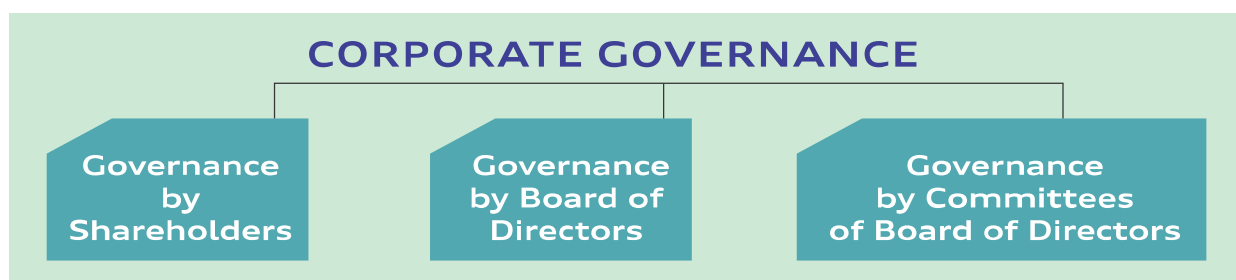 CORPORATE GOVERNANCE
Governance
by
Shareholders
Governance
by Board of
Directors
Governance
by Committees
of Board of Directors